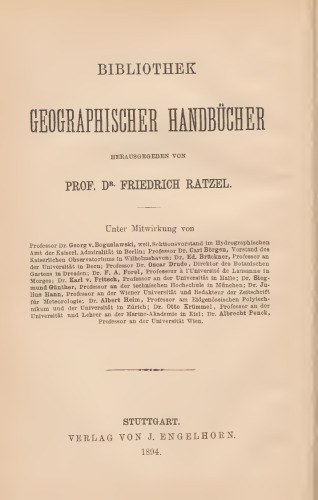 BIBLIOTHEK
GEOGRAPHISCHER HANDBÜCHER
HERAUSGEGEBEN VON
PROF. DR. FRIEDRICH RATZEL.
Unter Mitwirkung von
Professor Dr. Georg v. Boguslawski, weil. Sektionsvorstand im Hydrographischen
Amt der Kaiserl. Admiralität in Berlin; Professor Dr. Carl Börgen, Vorstand des
Kaiserlichen Observatoriums in Wilhelmshaven; Dr. Ed. Brückner, Professor an
der Universität in Bern; Professor Dr. Oscar Drude, Direktor des Botanischen
Gartens in Dresden; Dr. F. A. Forel, Professeur à l'Université de Lausanne in
Morges; Dr. Karl v. Fritsch, Professor an der Universität in Halle; Dr. Sieg-
mund Günther, Professor an der technischen Hochschule in München; Dr. Ju-
lius Hann, Professor an der Wiener Universität und Redakteur der Zeitschrift
für Meteorologie; Dr. Albert Heim, Professor am Eidgenössischen Polytech-
nikum und der Universität in Zürich; Dr. Otto Krümmel, Professor an der
Universität und Lehrer an der Marine-Akademie in Kiel; Dr. Albrecht Penck,
Professor an der Universität Wien.
STUTTGART.
VERLAG VON J. ENGELHORN.
1894.